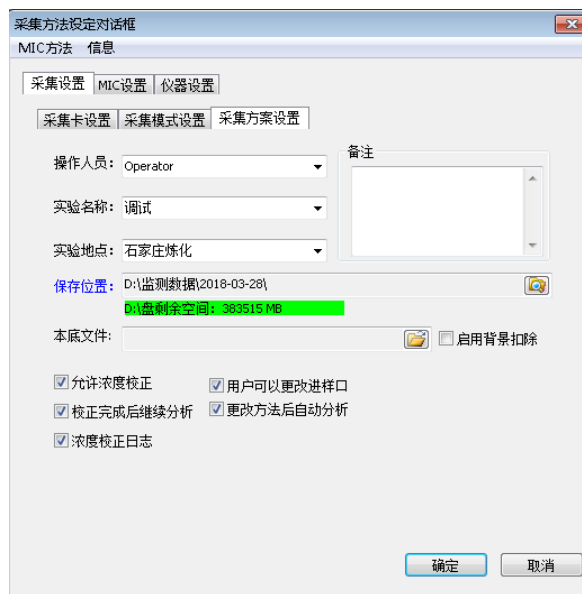 采集方法设定对话框
MIC方法 信息
采集设置 MIC设置 仪器设置
采集卡设置 采集模式设置 采集方案设置
操作人员: Operator
备注
实验名称: 调试
实验地点: 石家庄炼化
保存位置: D:\监测数据\2018-03-28\
D:\盘剩余空间: 383515 MB
本底文件: 启用背景扣除
允许浓度校正 用户可以更改进样口
校正完成后继续分析 更改方法后自动分析
浓度校正日志
确定 取消